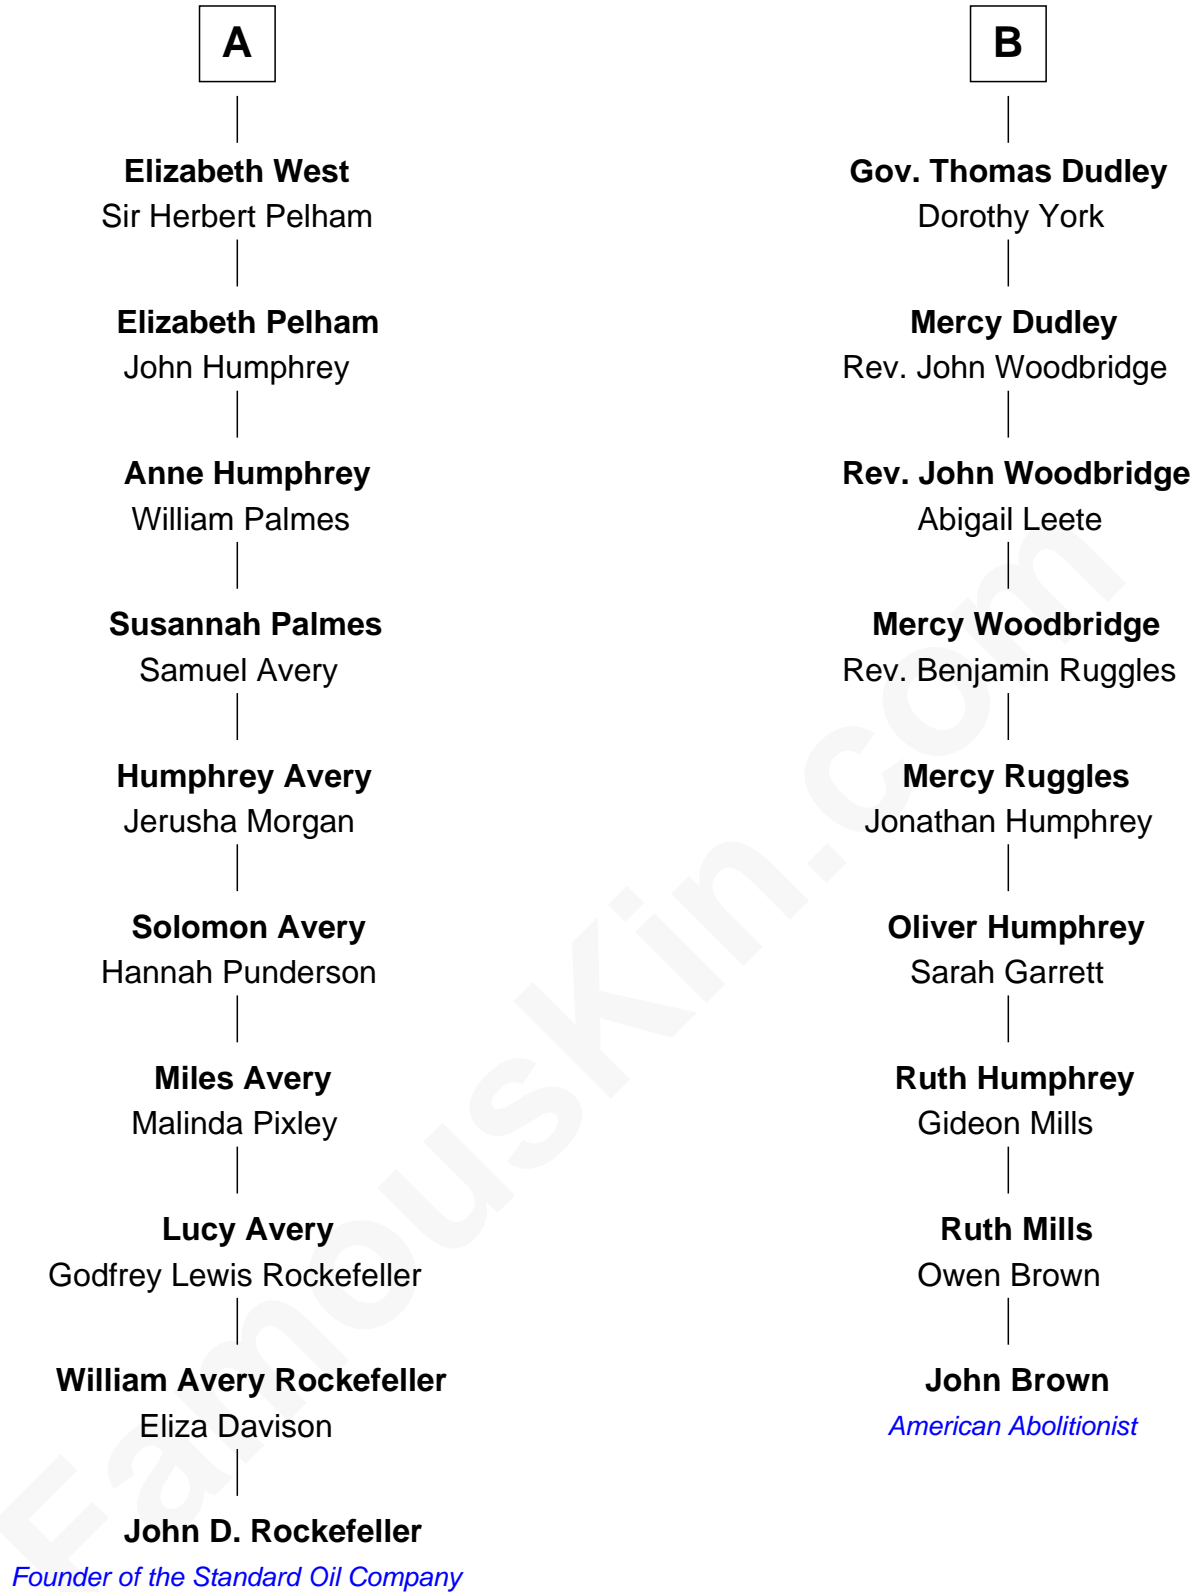 A
Elizabeth West
Sir Herbert Pelham
Elizabeth Pelham
John Humphrey
Anne Humphrey
William Palmes
Susannah Palmes
Samuel Avery
Humphrey Avery
Jerusha Morgan
Solomon Avery
Hannah Punderson
Miles Avery
Malinda Pixley
Lucy Avery
Godfrey Lewis Rockefeller
William Avery Rockefeller
Eliza Davison
John D. Rockefeller
Founder of the Standard Oil Company
B
Gov. Thomas Dudley
Dorothy York
Mercy Dudley
Rev. John Woodbridge
Rev. John Woodbridge
Abigail Leete
Mercy Woodbridge
Rev. Benjamin Ruggles
Mercy Ruggles
Jonathan Humphrey
Oliver Humphrey
Sarah Garrett
Ruth Humphrey
Gideon Mills
Ruth Mills
Owen Brown
John Brown
American Abolitionist
FamousKin.com